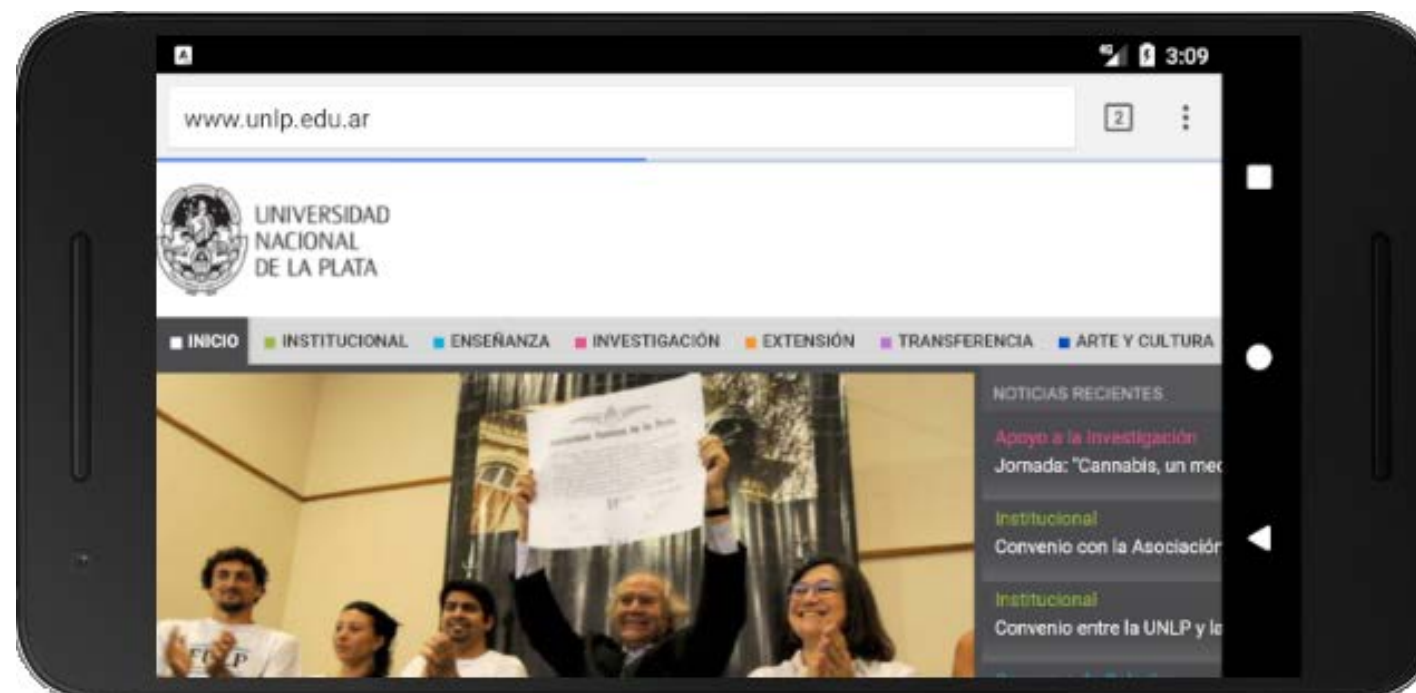 4G 3:09
www.unlp.edu.ar
2
UNIVERSIDAD
NACIONAL
DE LA PLATA
INICIO INSTITUCIONAL ENSEÑANZA INVESTIGACIÓN EXTENSIÓN TRANSFERENCIA ARTE Y CULTURA
NOTICIAS RECIENTES
Apoyo a la Investigación
Jornada: "Cannabis, un med
Institucional
Convenio con la Asociación
Institucional
Convenio entre la UNLP y la